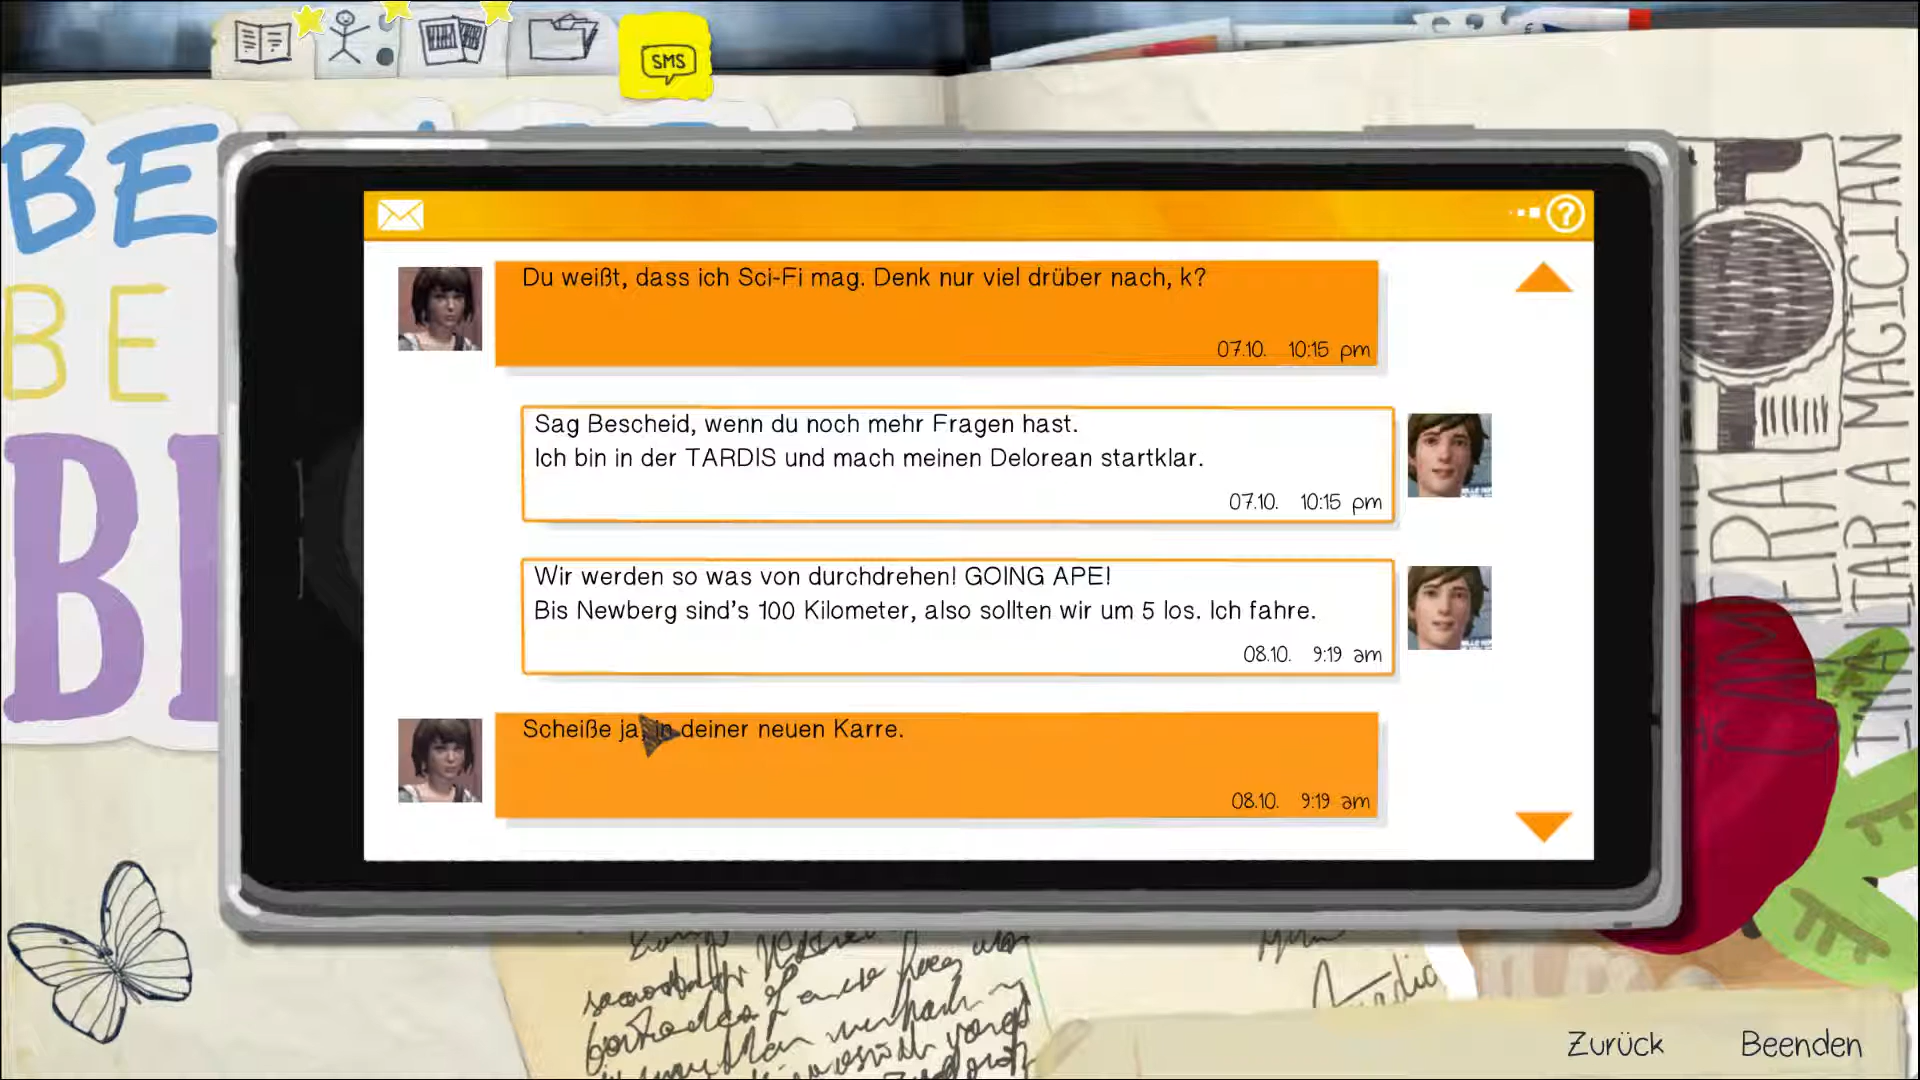 SMS
BE
BE
Du weißt, dass ich Sci-Fi mag. Denk nur viel drüber nach, k?
07.10. 10:15 pm
Sag Bescheid, wenn du noch mehr Fragen hast.
Ich bin in der TARDIS und mach meinen Delorean startklar.
07.10. 10:15 pm
Wir werden so was von durchdrehen! GOING APE!
Bis Newberg sind's 100 Kilometer, also sollten wir um 5 los. Ich fahre.
08.10. 9:19 am
Scheiße ja, in deiner neuen Karre.
08.10. 9:19 am
A MAGICIAN
Zurück
Beenden